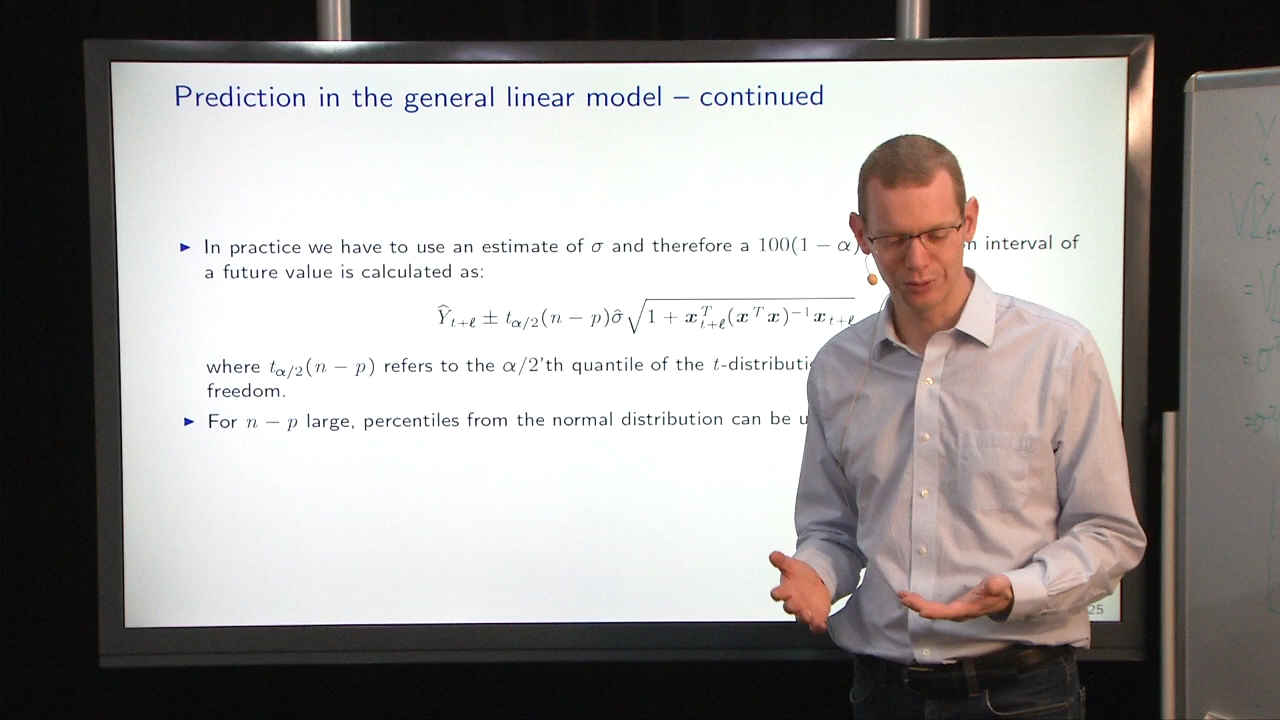 Prediction in the general linear model – continued
► In practice we have to use an estimate of σ and therefore a 100(1 − α) interval of
a future value is calculated as:
Ŷ_{t+ℓ} ± t_{α/2}(n − p)σ̂√(1 + x^T_{t+ℓ}(x^T x)^{−1}x_{t+ℓ})
where t_{α/2}(n − p) refers to the α/2'th quantile of the t-distributi
freedom.
► For n − p large, percentiles from the normal distribution can be u
25